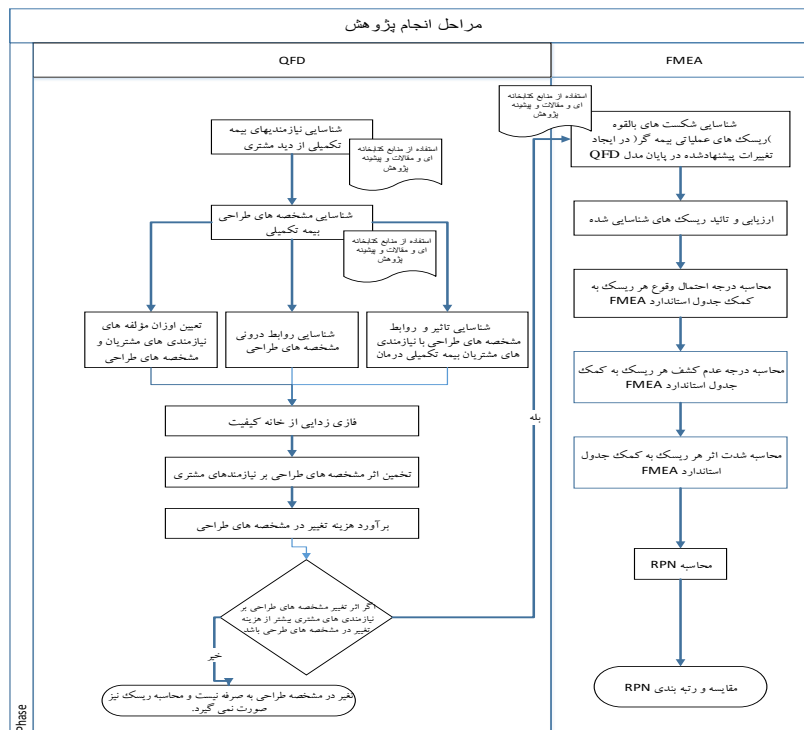 مراحل انجام پژوهش
QFD
FMEA
شناسایی نیازمندیهای بیمه
تکمیلی از دید مشتری
استفاده از منابع کتابخانه
ای و مقالات و پیشینه
پژوهش
شناسایی مشخصه های طراحی
بیمه تکمیلی
استفاده از منابع کتابخانه
ای و مقالات و پیشینه
پژوهش
تعیین اوزان مؤلفه های
نیازمندی های مشتریان و
مشخصه های طراحی
شناسایی روابط درونی
مشخصه های طراحی
شناسایی تاثیر و روابط
مشخصه های طراحی با نیازمندی
های مشتریان بیمه تکمیلی درمان
فازی زدایی از خانه کیفیت
تخمین اثر مشخصه های طراحی بر نیازمندهای مشتری
برآورد هزینه تغییر در مشخصه های طراحی
اگر اثر تغییر مشخصه های طراحی بر
نیازمندی های مشتری بیشتر از هزینه
تغییر در مشخصه های طرحی باشد
خیر
تغیر در مشخصه طراحی به صرفه نیست و محاسبه ریسک نیز
صورت نمی گیرد.
بله
استفاده از منابع کتابخانه
ای و مقالات و پیشینه
پژوهش
شناسایی شکست های بالقوه
)ریسک های عملیاتی بیمه گر( در ایجاد
تغییرات پیشنهادشده در پایان مدل QFD
ارزیابی و تائید ریسک های شناسایی شده
محاسبه درجه احتمال وقوع هر ریسک به
کمک جدول استاندارد FMEA
محاسبه درجه عدم کشف هر ریسک به کمک
جدول استاندارد FMEA
محاسبه شدت اثر هر ریسک به کمک جدول
استاندارد FMEA
محاسبه RPN
مقایسه و رتبه بندی RPN
Phase